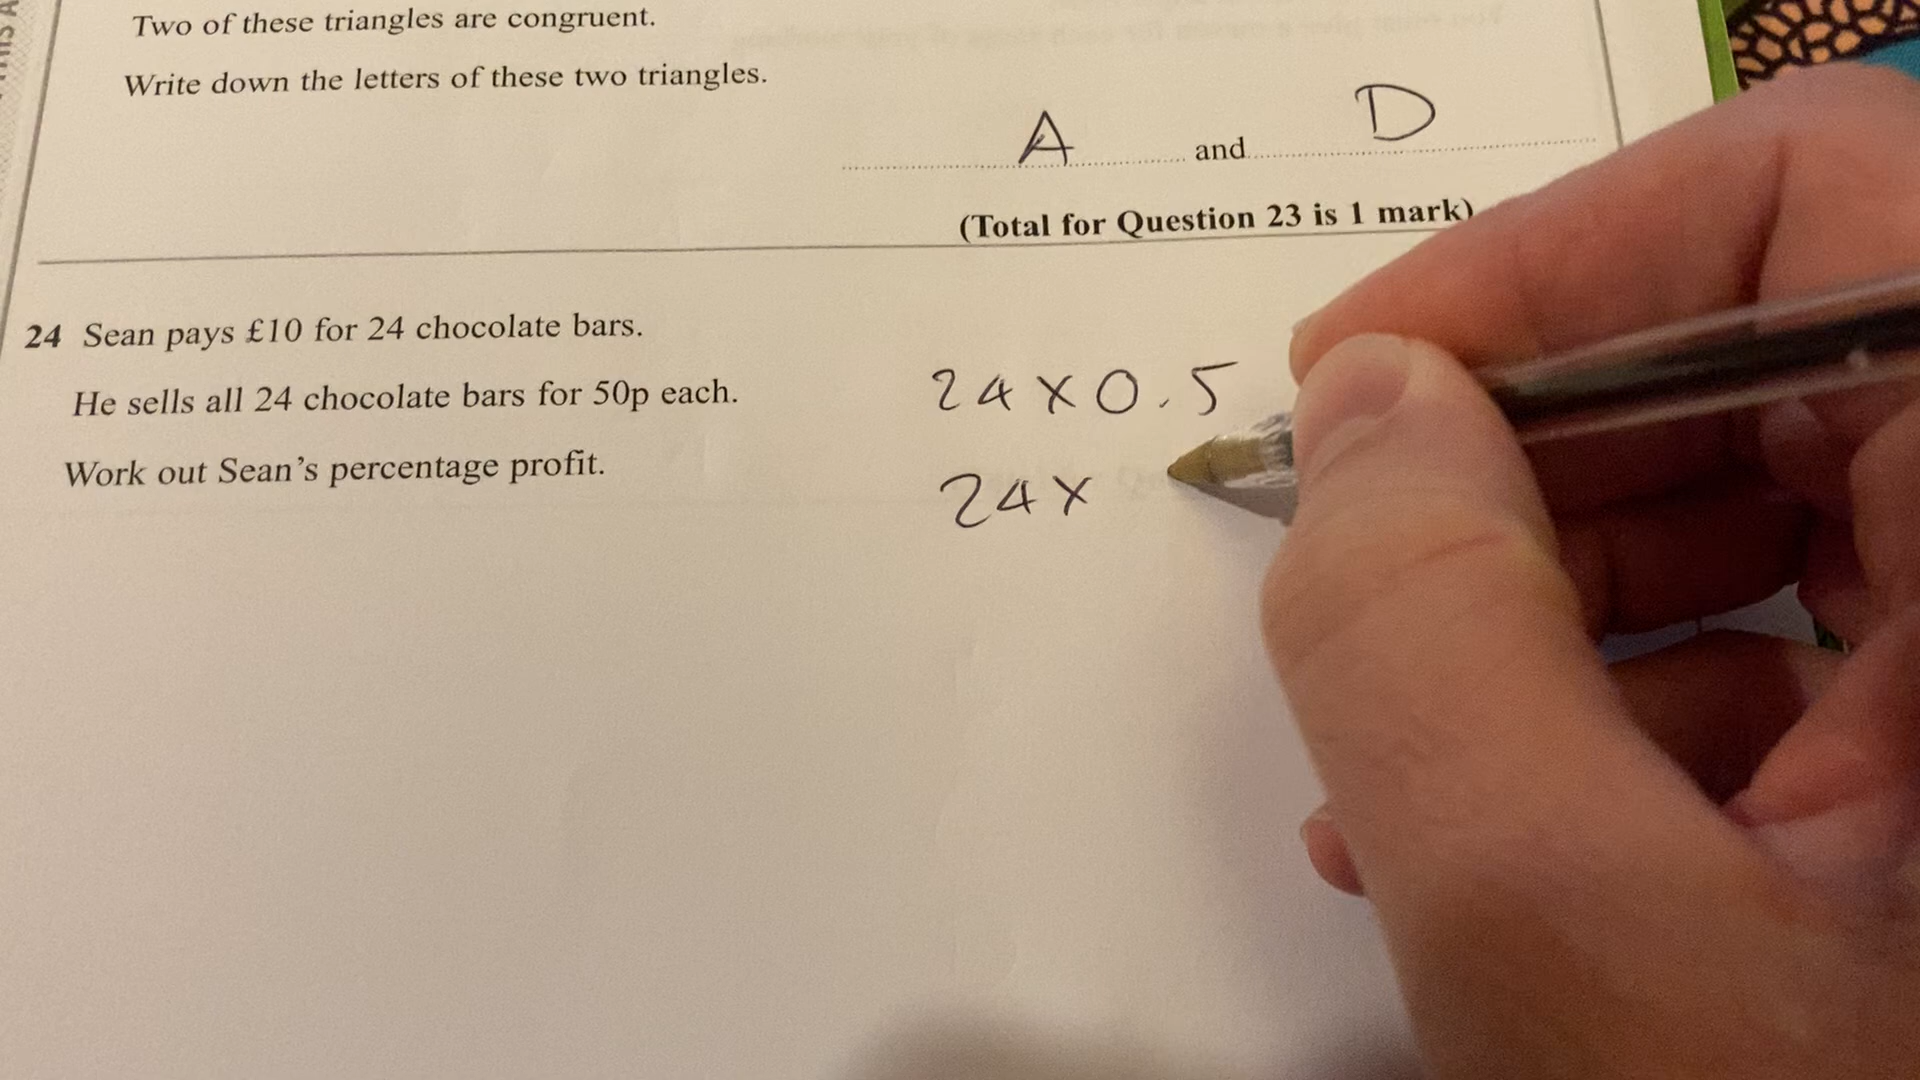 Two of these triangles are congruent.
Write down the letters of these two triangles.
A and D
(Total for Question 23 is 1 mark)
24 Sean pays £10 for 24 chocolate bars.
He sells all 24 chocolate bars for 50p each.
Work out Sean's percentage profit.
24 x 0.5
24 x